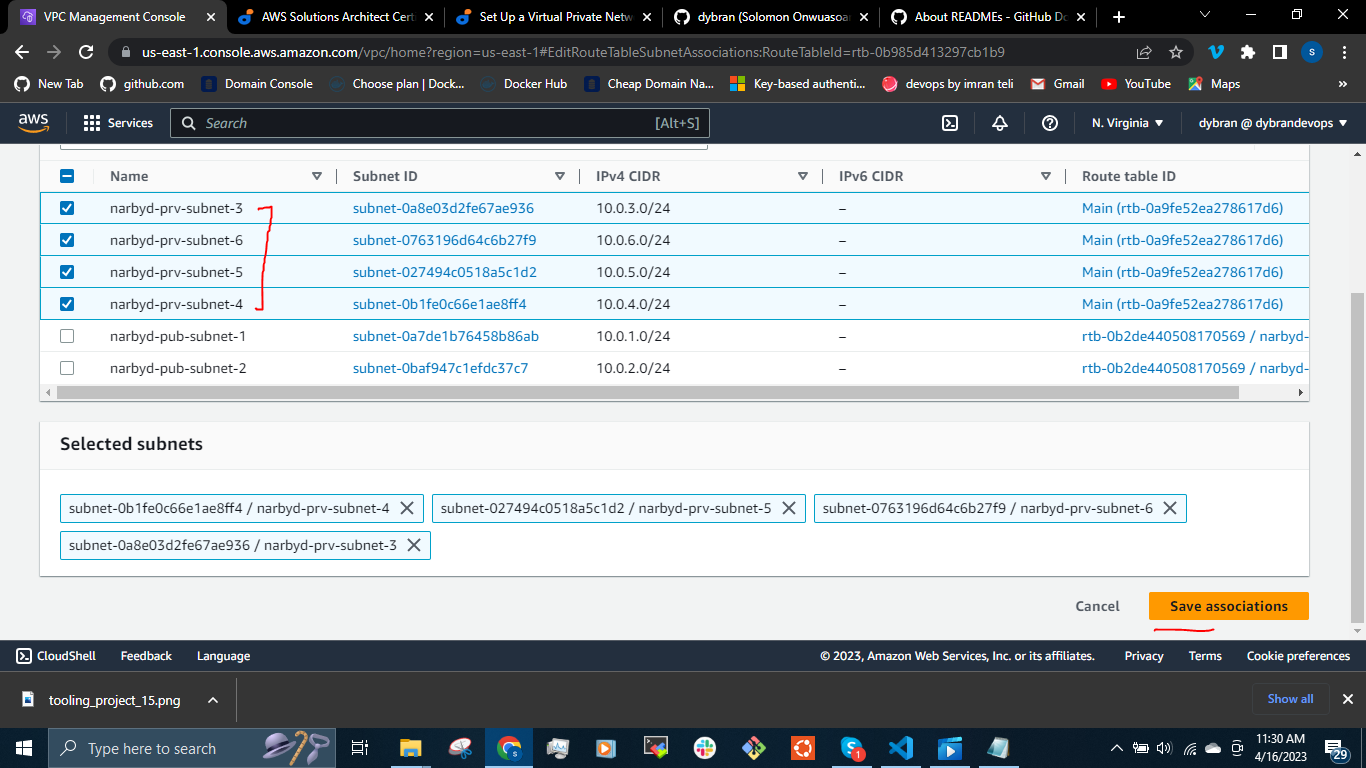 VPC Management Console
AWS Solutions Architect Cert
Set Up a Virtual Private Netw
dybran (Solomon Onwuasoan
About READMEs - GitHub Do
us-east-1.console.aws.amazon.com/vpc/home?region=us-east-1#EditRouteTableSubnetAssociations:RouteTableId=rtb-0b985d413297cb1b9
S
New Tab
github.com
Domain Console
Choose plan | Dock...
Docker Hub
Cheap Domain Na...
Key-based authenti...
devops by imran teli
Gmail
YouTube
Maps
»
aws
Services
Search
[Alt+S]
N. Virginia
dybran @ dybrandevops
Name Subnet ID IPv4 CIDR IPv6 CIDR Route table ID
narbyd-prv-subnet-3 subnet-0a8e03d2fe67ae936 10.0.3.0/24 – Main (rtb-0a9fe52ea278617d6)
narbyd-prv-subnet-6 subnet-0763196d64c6b27f9 10.0.6.0/24 – Main (rtb-0a9fe52ea278617d6)
narbyd-prv-subnet-5 subnet-027494c0518a5c1d2 10.0.5.0/24 – Main (rtb-0a9fe52ea278617d6)
narbyd-prv-subnet-4 subnet-0b1fe0c66e1ae8ff4 10.0.4.0/24 – Main (rtb-0a9fe52ea278617d6)
narbyd-pub-subnet-1 subnet-0a7de1b76458b86ab 10.0.1.0/24 – rtb-0b2de440508170569 / narbyd-
narbyd-pub-subnet-2 subnet-0baf947c1efdc37c7 10.0.2.0/24 – rtb-0b2de440508170569 / narbyd-
Selected subnets
subnet-0b1fe0c66e1ae8ff4 / narbyd-prv-subnet-4
subnet-027494c0518a5c1d2 / narbyd-prv-subnet-5
subnet-0763196d64c6b27f9 / narbyd-prv-subnet-6
subnet-0a8e03d2fe67ae936 / narbyd-prv-subnet-3
Cancel
Save associations
CloudShell
Feedback
Language
© 2023, Amazon Web Services, Inc. or its affiliates.
Privacy
Terms
Cookie preferences
tooling_project_15.png
Show all
Type here to search
1
11:30 AM
4/16/2023
29